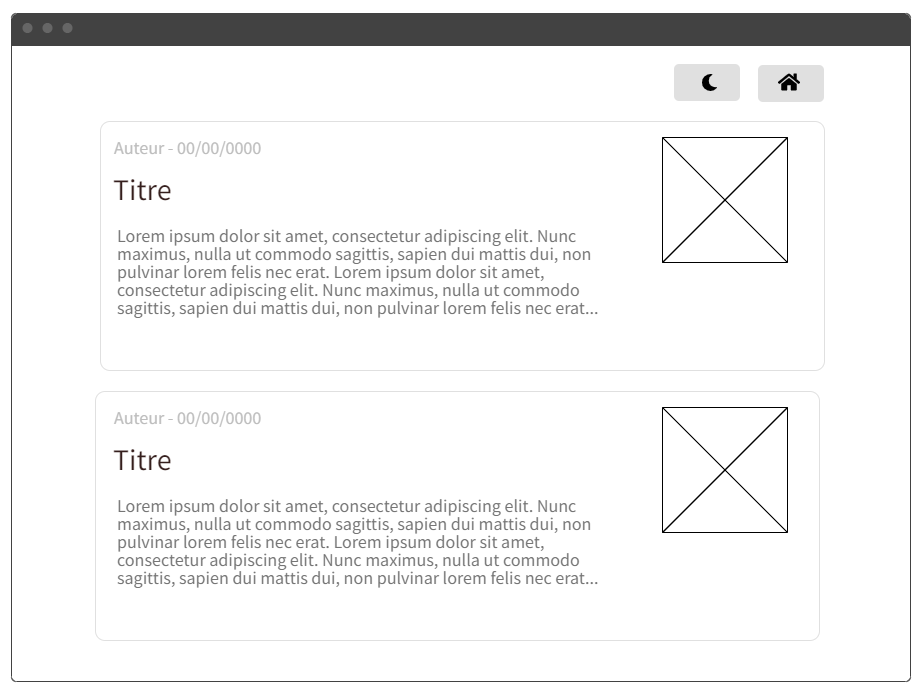 Auteur - 00/00/0000
Titre
Lorem ipsum dolor sit amet, consectetur adipiscing elit. Nunc
maximus, nulla ut commodo sagittis, sapien dui mattis dui, non
pulvinar lorem felis nec erat. Lorem ipsum dolor sit amet,
consectetur adipiscing elit. Nunc maximus, nulla ut commodo
sagittis, sapien dui mattis dui, non pulvinar lorem felis nec erat...
Auteur - 00/00/0000
Titre
Lorem ipsum dolor sit amet, consectetur adipiscing elit. Nunc
maximus, nulla ut commodo sagittis, sapien dui mattis dui, non
pulvinar lorem felis nec erat. Lorem ipsum dolor sit amet,
consectetur adipiscing elit. Nunc maximus, nulla ut commodo
sagittis, sapien dui mattis dui, non pulvinar lorem felis nec erat...